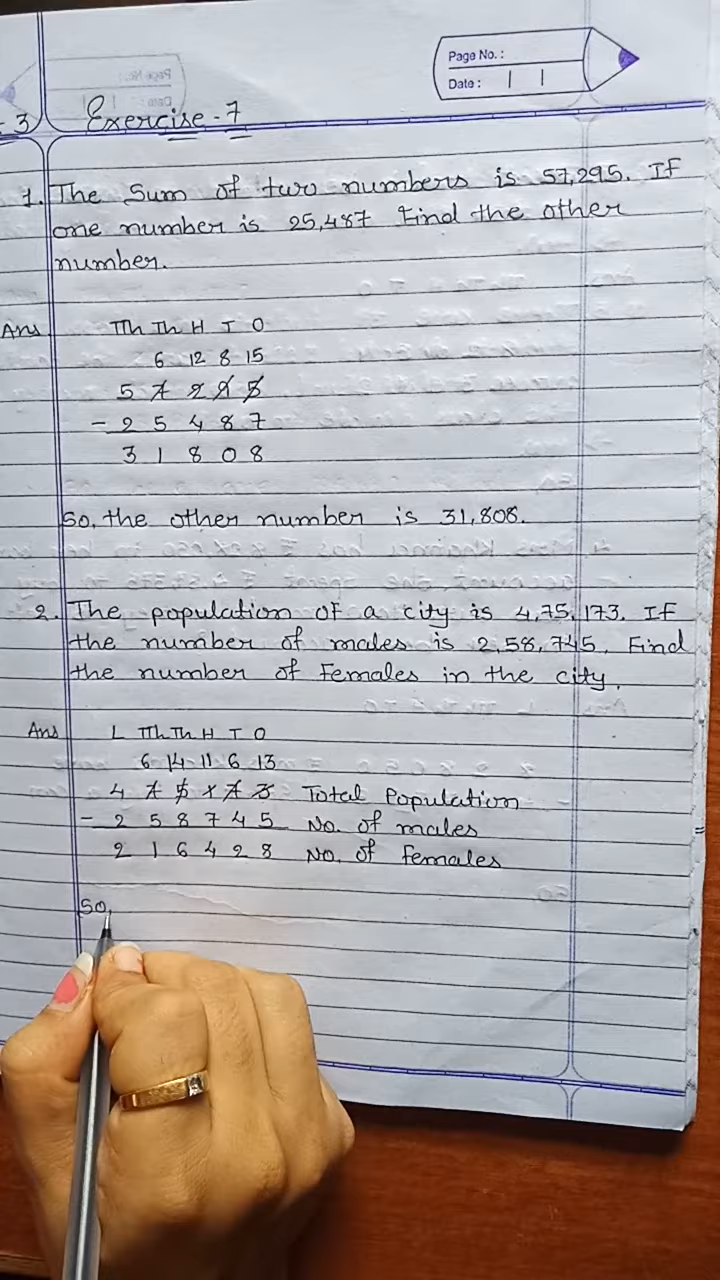 Page No. :
Date :
3 Exercise-7
1. The Sum of two numbers is 57,295. If
one number is 25,487 find the other
number.
Ans TTh Th H T O
6 12 8 15
5 7 2 9 5
- 2 5 4 8 7
3 1 8 0 8
So, the other number is 31,808.
2. The population of a city is 4,75,173. If
the number of males is 2,58,745. Find
the number of Females in the city.
Ans L TTh Th H T O
6 14 11 6 13
4 7 5 1 7 3 Total Population
- 2 5 8 7 4 5 No. of males
2 1 6 4 2 8 No. of females
So,